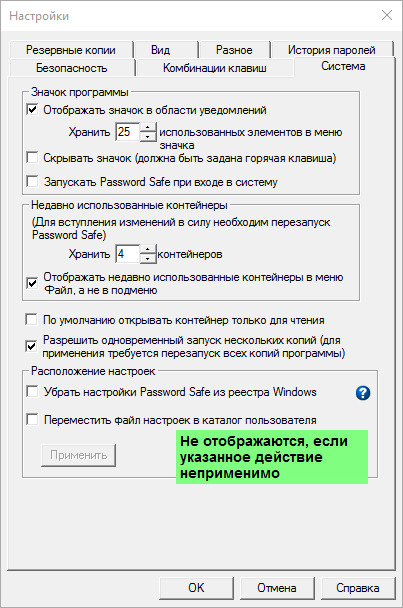 Настройки
Резервные копии Вид Разное История паролей
Безопасность Комбинации клавиш Система
Значок программы
Отображать значок в области уведомлений
Хранить 25 использованных элементов в меню
значка
Скрывать значок (должна быть задана горячая клавиша)
Запускать Password Safe при входе в систему
Недавно использованные контейнеры
(Для вступления изменений в силу необходим перезапуск
Password Safe)
Хранить 4 контейнеров
Отображать недавно использованные контейнеры в меню
Файл, а не в подменю
По умолчанию открывать контейнер только для чтения
Разрешить одновременный запуск нескольких копий (для
применения требуется перезапуск всех копий программы)
Расположение настроек
Убрать настройки Password Safe из реестра Windows ?
Переместить файл настроек в каталог пользователя
Не отображаются, если
указанное действие
неприменимо
Применить
OK Отмена Справка